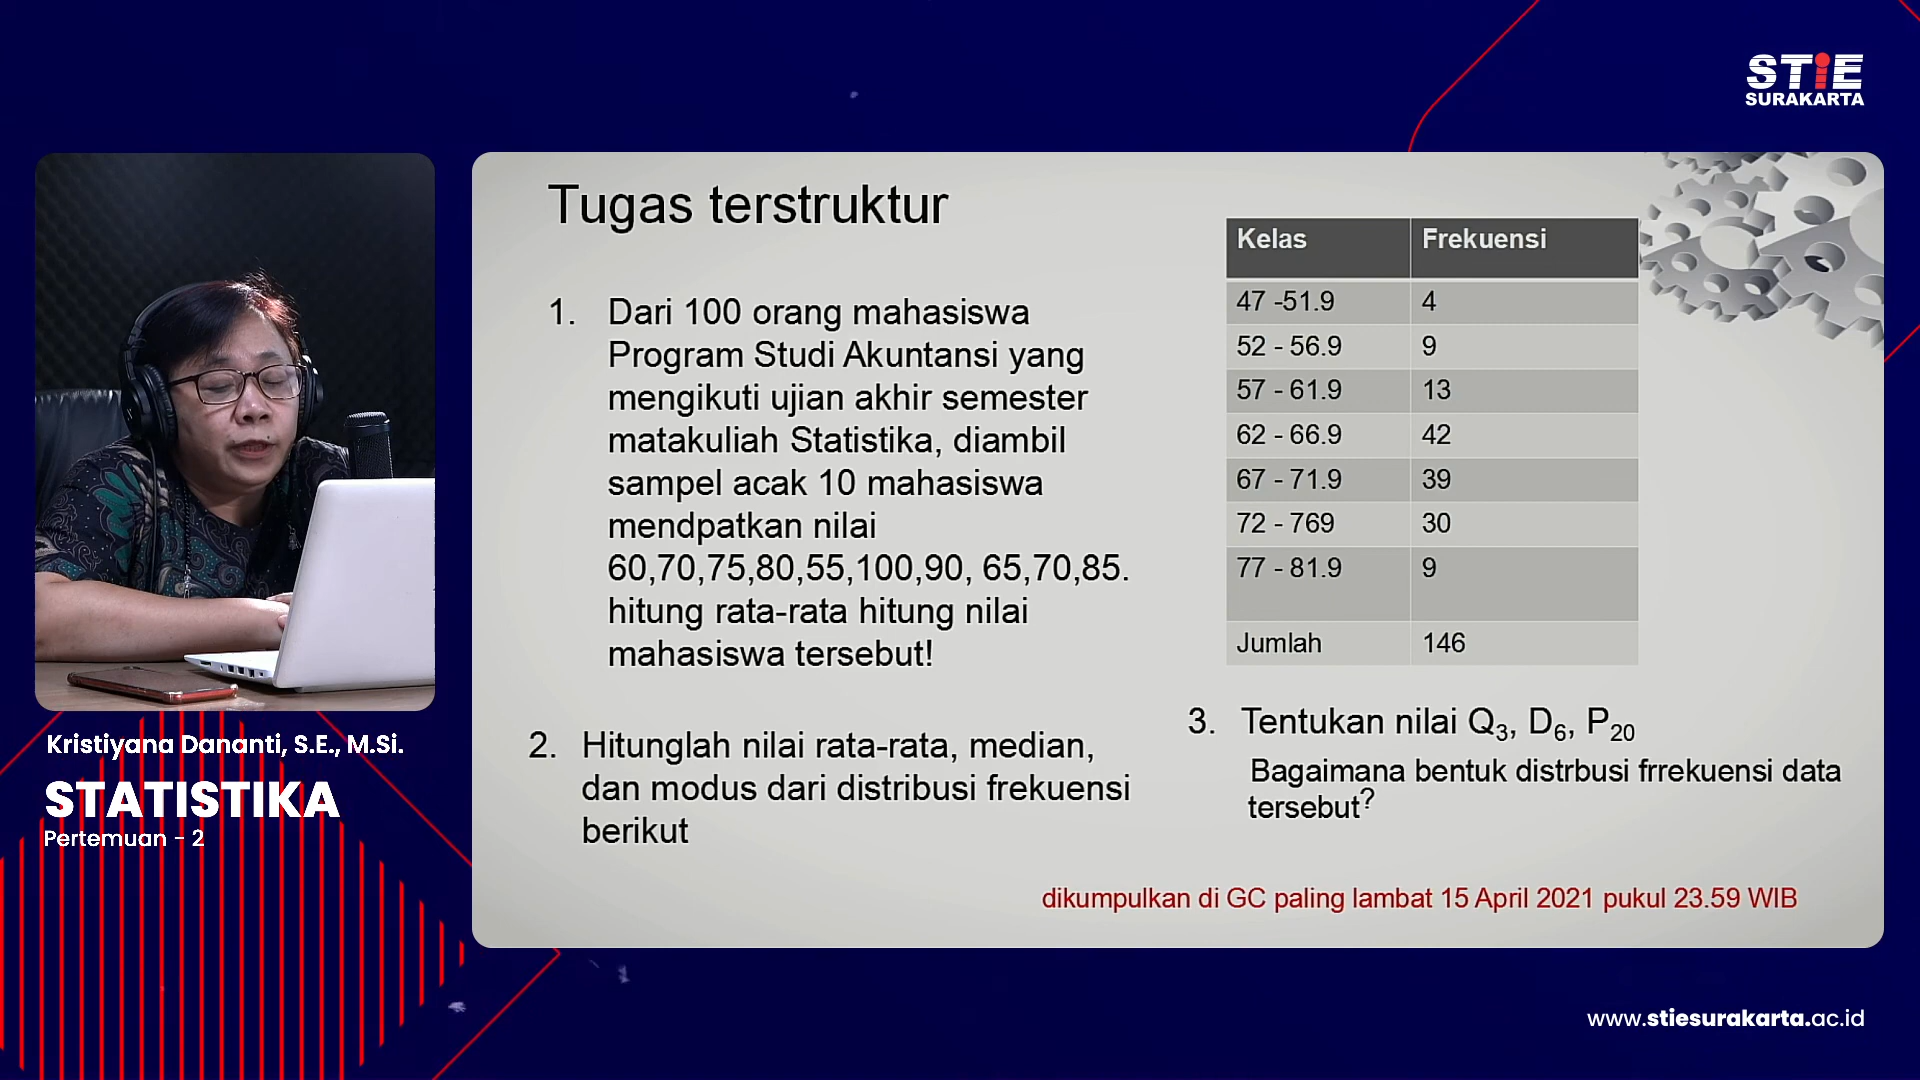 STiE
SURAKARTA
Tugas terstruktur
1. Dari 100 orang mahasiswa
Program Studi Akuntansi yang
mengikuti ujian akhir semester
matakuliah Statistika, diambil
sampel acak 10 mahasiswa
mendpatkan nilai
60,70,75,80,55,100,90, 65,70,85.
hitung rata-rata hitung nilai
mahasiswa tersebut!
2. Hitunglah nilai rata-rata, median,
dan modus dari distribusi frekuensi
berikut
Kelas Frekuensi
47 -51.9 4
52 - 56.9 9
57 - 61.9 13
62 - 66.9 42
67 - 71.9 39
72 - 769 30
77 - 81.9 9
Jumlah 146
3. Tentukan nilai Q3, D6, P20
Bagaimana bentuk distrbusi frrekuensi data
tersebut?
dikumpulkan di GC paling lambat 15 April 2021 pukul 23.59 WIB
Kristiyana Dananti, S.E., M.Si.
STATISTIKA
Pertemuan - 2
www.stiesurakarta.ac.id